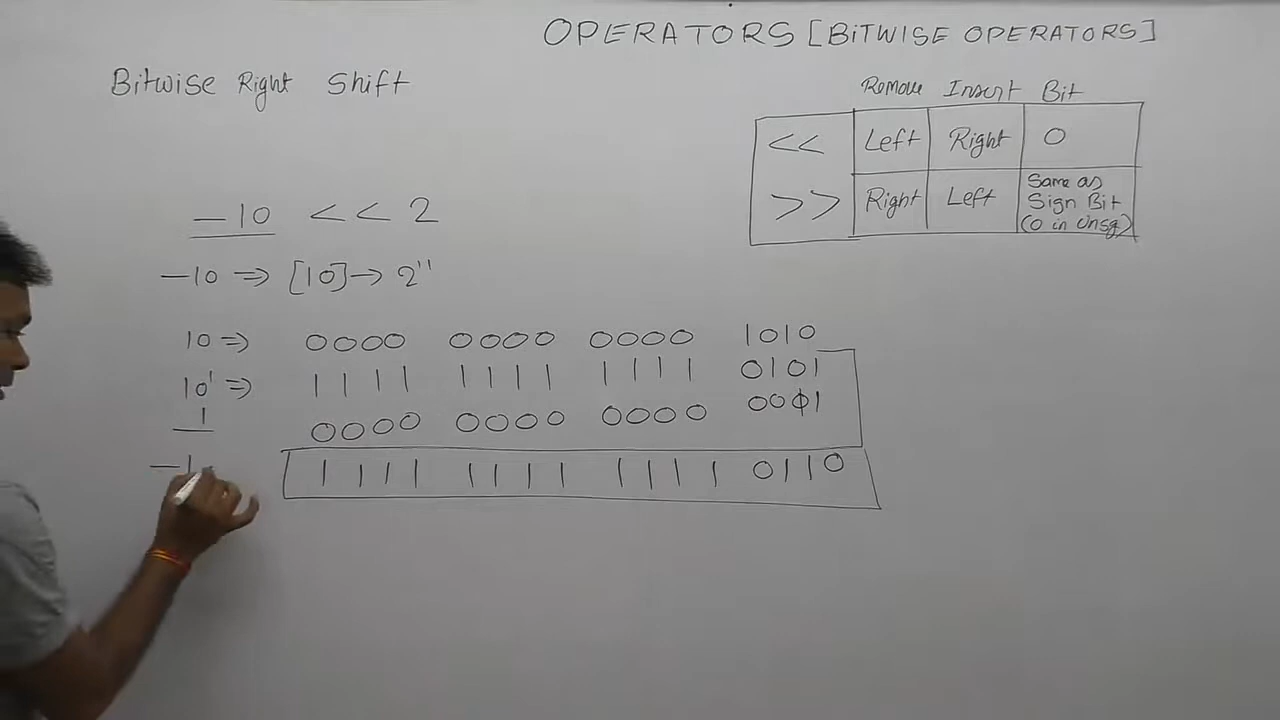 OPERATORS [BITWISE OPERATORS]
Bitwise Right Shift
Remove Insert Bit
<< Left Right 0
>> Right Left Same as Sign Bit (0 in Unsg)
-10 << 2
-10 => [10] -> 2''
10 => 0000 0000 0000 1010
10' => 1111 1111 1111 0101
1 0000 0000 0000 0001
-1 1111 1111 1111 0110